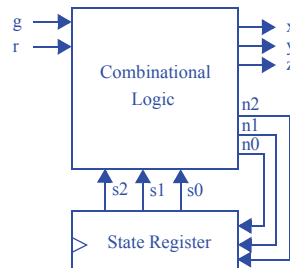 g
r
x
y
z
Combinational
Logic
n2
n1
n0
s2 s1 s0
State Register